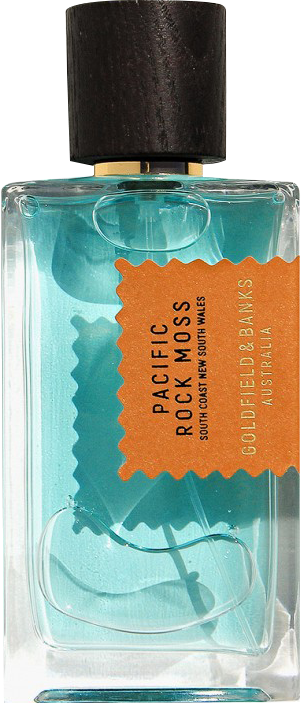 PACIFIC
ROCK MOSS
SOUTH COAST NEW SOUTH WALES
GOLDFIELD & BANKS
AUSTRALIA